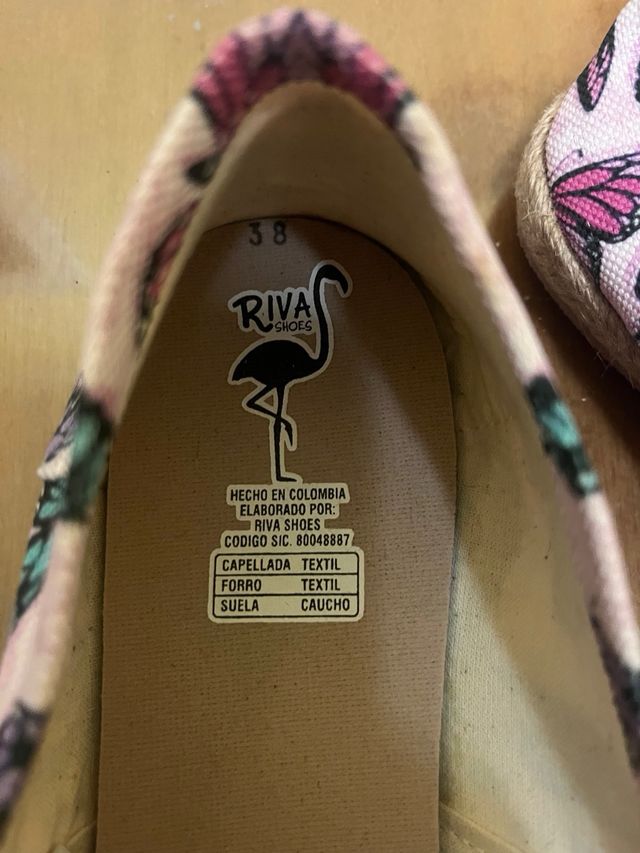 38
RIVA
SHOES
HECHO EN COLOMBIA
ELABORADO POR:
RIVA SHOES
CODIGO SIC. 80048887
CAPELLADA TEXTIL
FORRO TEXTIL
SUELA CAUCHO